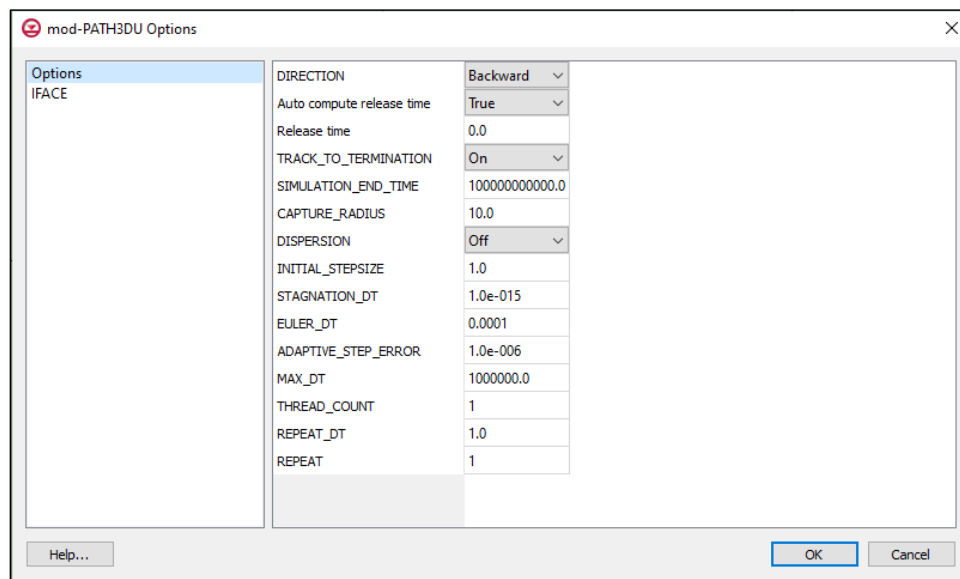 mod-PATH3DU Options
Options
IFACE
DIRECTION Backward
Auto compute release time True
Release time 0.0
TRACK_TO_TERMINATION On
SIMULATION_END_TIME 100000000000.0
CAPTURE_RADIUS 10.0
DISPERSION Off
INITIAL_STEPSIZE 1.0
STAGNATION_DT 1.0e-015
EULER_DT 0.0001
ADAPTIVE_STEP_ERROR 1.0e-006
MAX_DT 1000000.0
THREAD_COUNT 1
REPEAT_DT 1.0
REPEAT 1
Help... OK Cancel